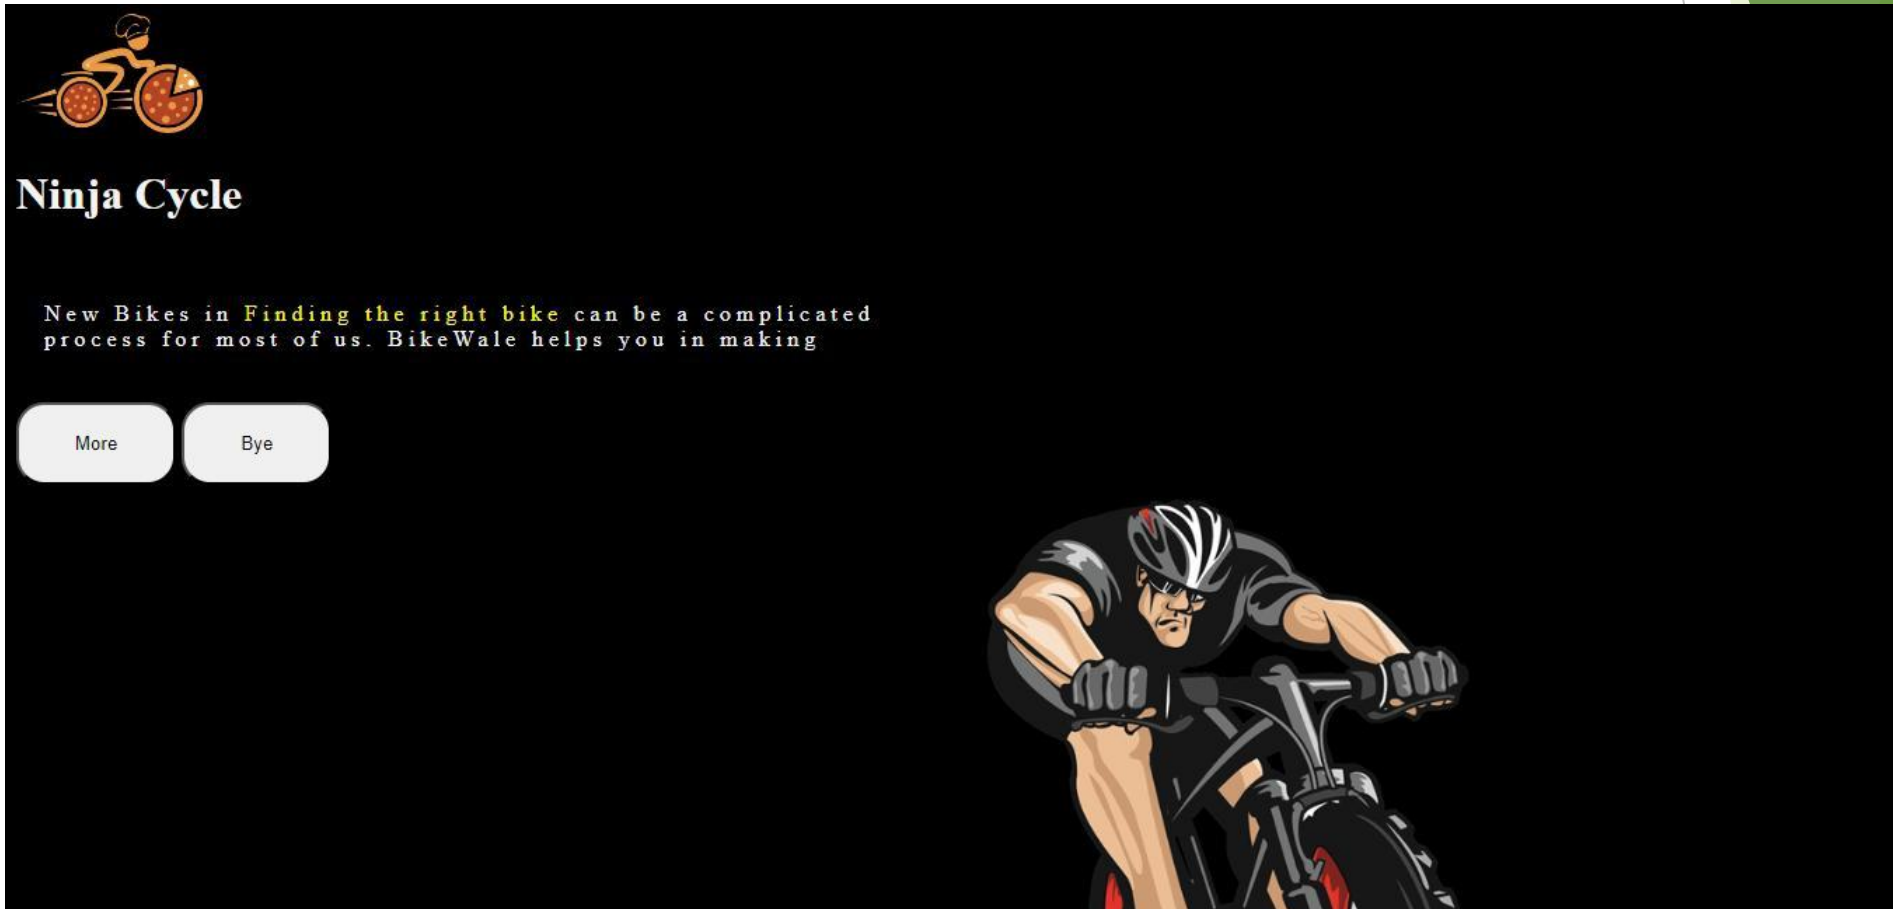 Ninja Cycle
New Bikes in Finding the right bike can be a complicated
process for most of us. BikeWale helps you in making
More
Bye